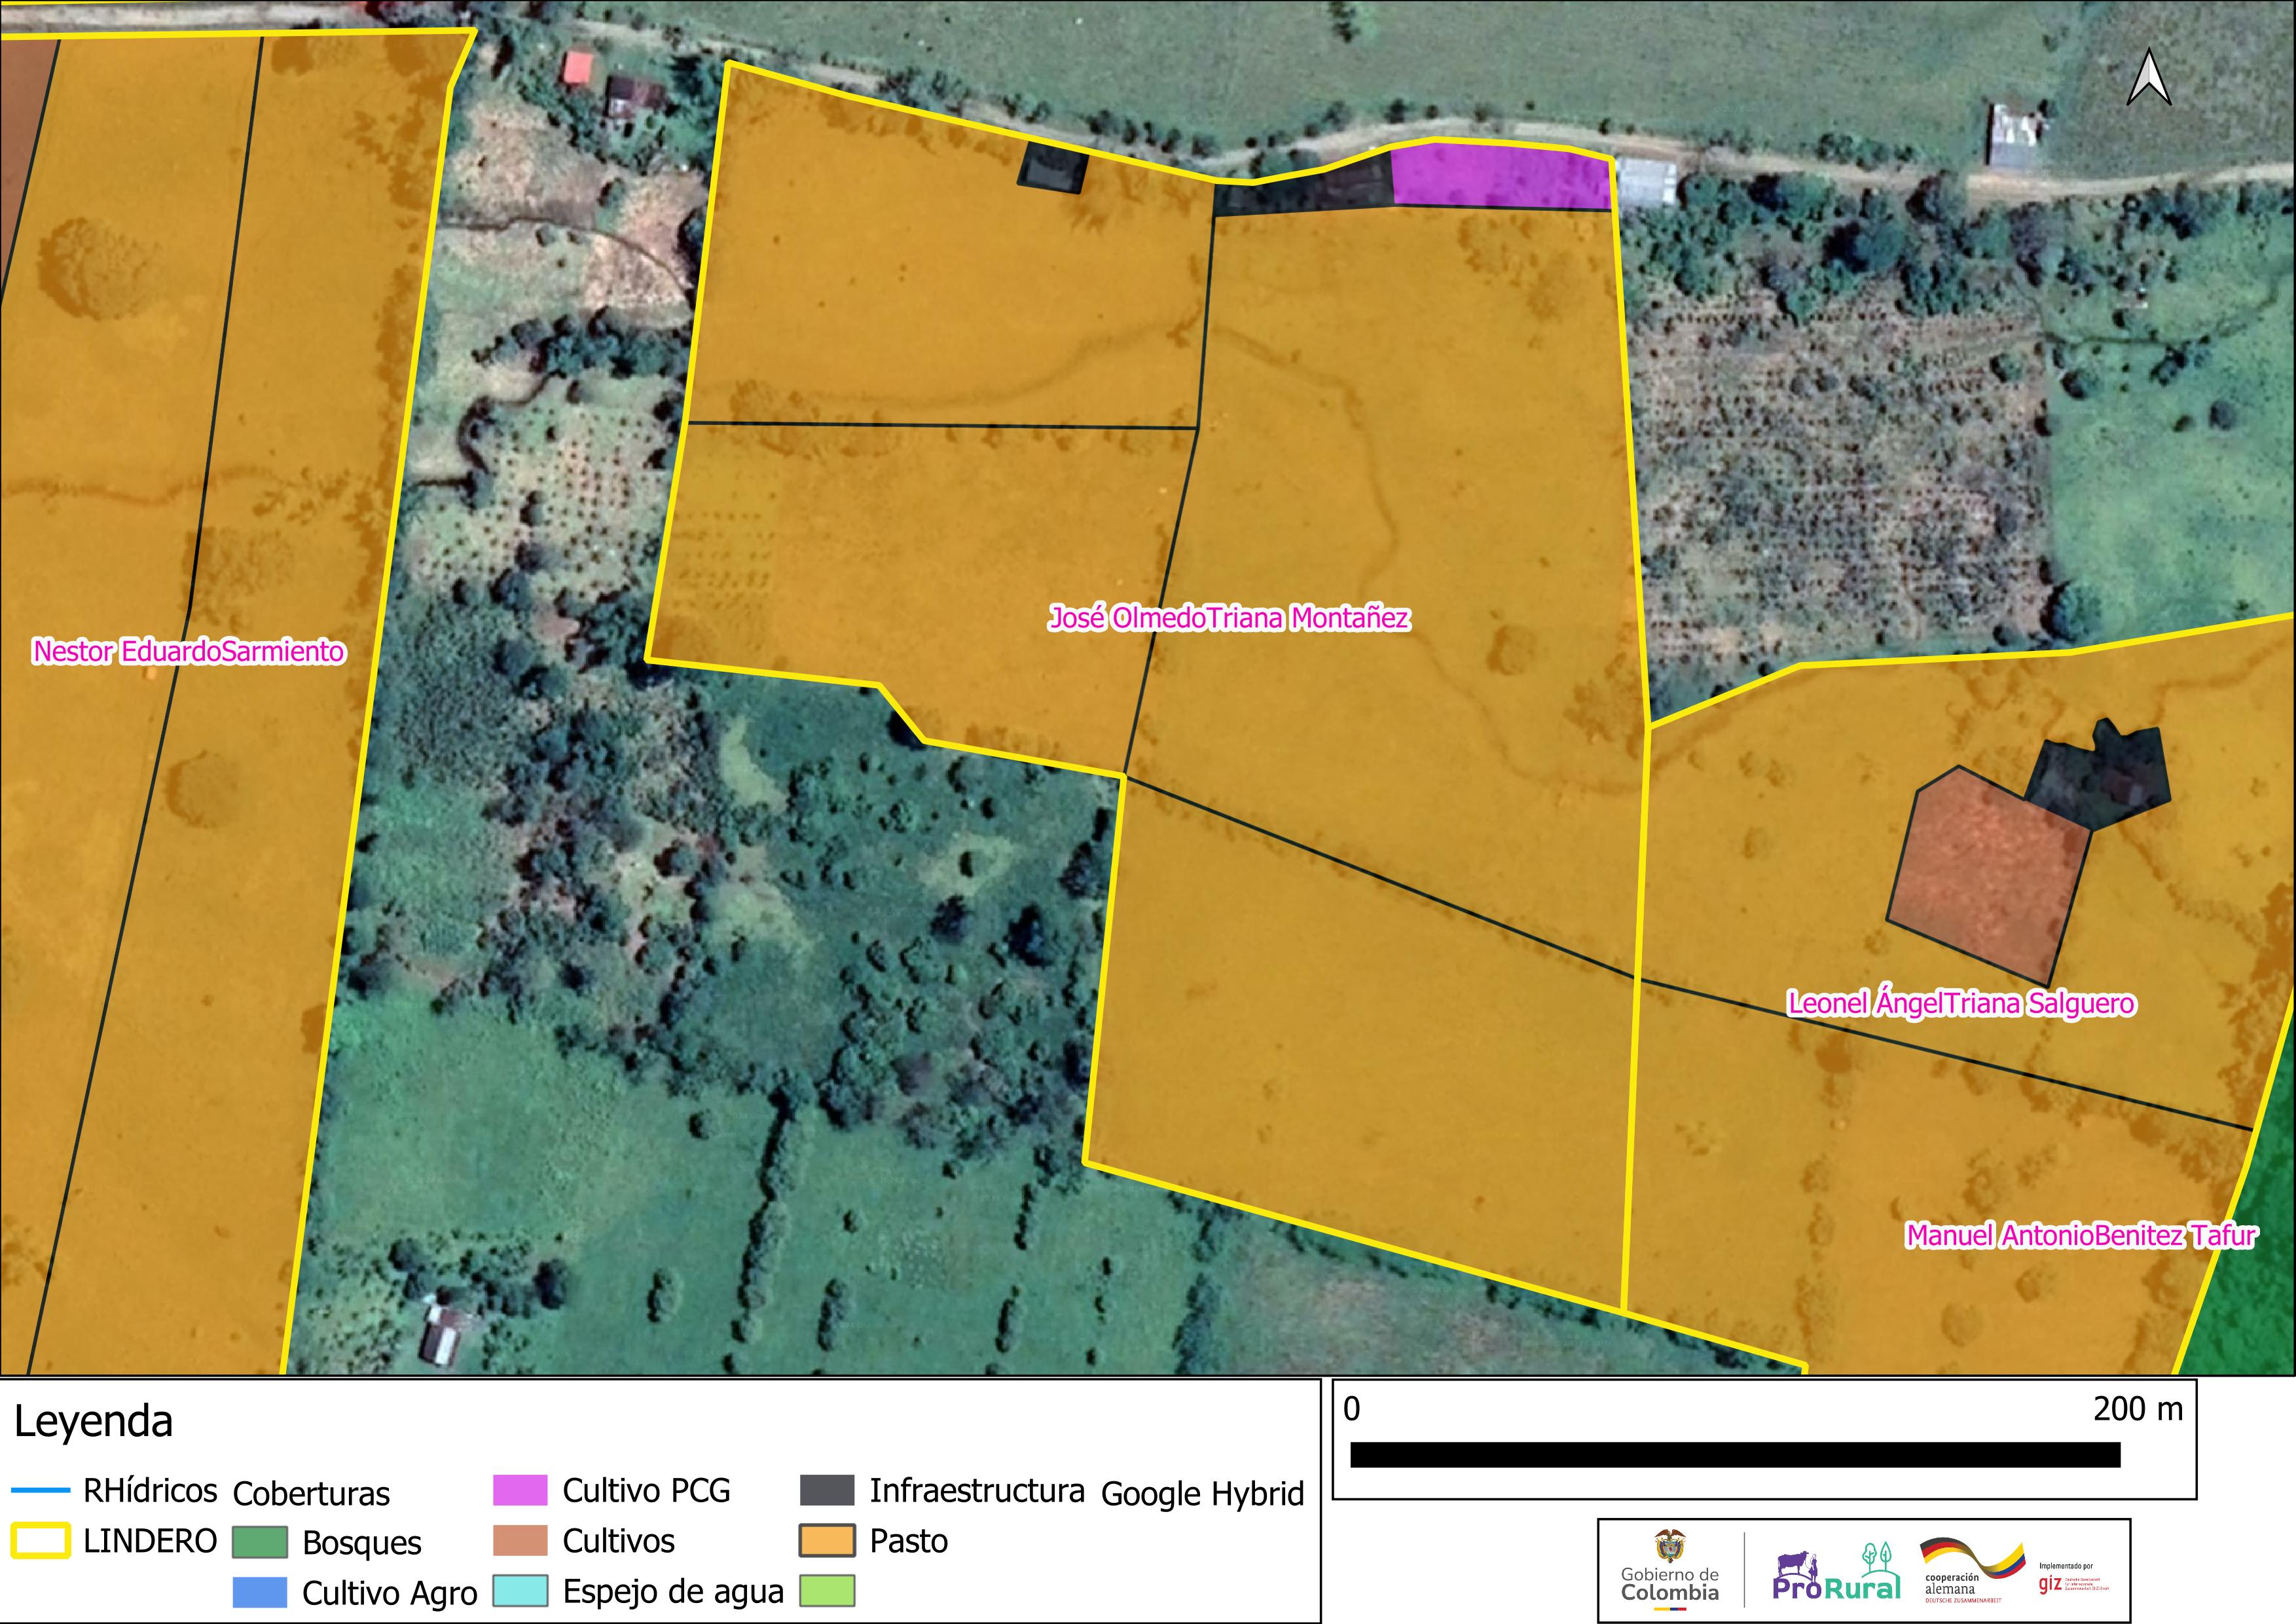 José OlmedoTriana Montañez
Nestor EduardoSarmiento
Leonel ÁngelTriana Salguero
Manuel AntonioBenitez Tafur
Leyenda
RHídricos
LINDERO
Coberturas
Bosques
Cultivo Agro
Cultivo PCG
Cultivos
Espejo de agua
Infraestructura
Pasto
Google Hybrid
0 200 m
Gobierno de
Colombia
ProRural
cooperación
alemana
DEUTSCHE ZUSAMMENARBEIT
Implementado por
giz